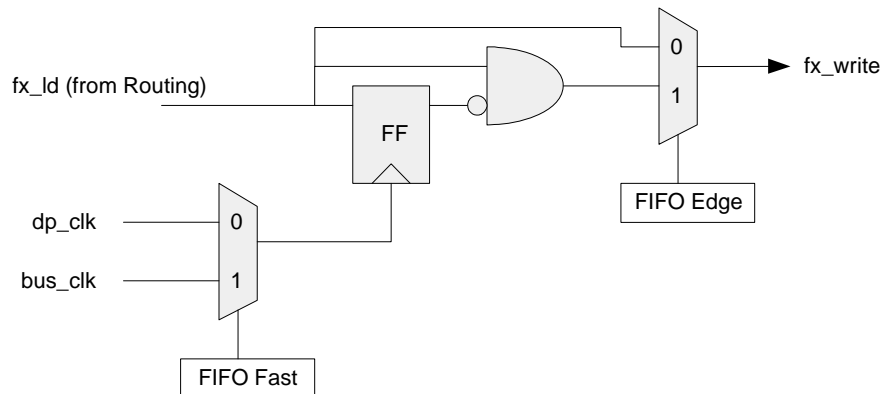 0
fx_write
fx_ld (from Routing)
1
FF
FIFO Edge
dp_clk
0
bus_clk
1
FIFO Fast